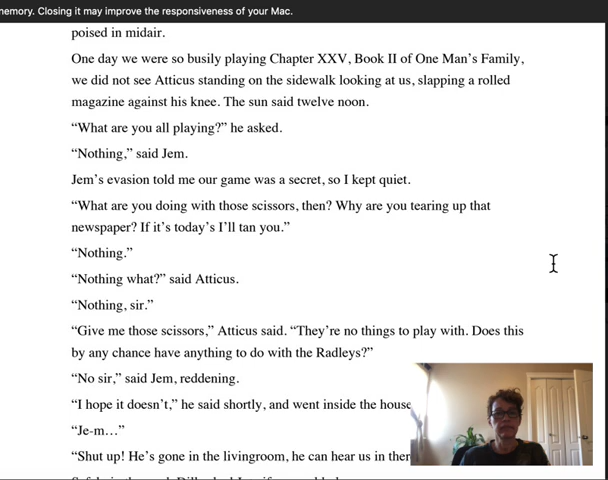 nemory. Closing it may improve the responsiveness of your Mac.
poised in midair.
One day we were so busily playing Chapter XXV, Book II of One Man’s Family,
we did not see Atticus standing on the sidewalk looking at us, slapping a rolled
magazine against his knee. The sun said twelve noon.
“What are you all playing?” he asked.
“Nothing,” said Jem.
Jem’s evasion told me our game was a secret, so I kept quiet.
“What are you doing with those scissors, then? Why are you tearing up that
newspaper? If it’s today’s I’ll tan you.”
“Nothing.”
“Nothing what?” said Atticus.
“Nothing, sir.”
“Give me those scissors,” Atticus said. “They’re no things to play with. Does this
by any chance have anything to do with the Radleys?”
“No sir,” said Jem, reddening.
“I hope it doesn’t,” he said shortly, and went inside the house
“Je-m…”
“Shut up! He’s gone in the livingroom, he can hear us in ther